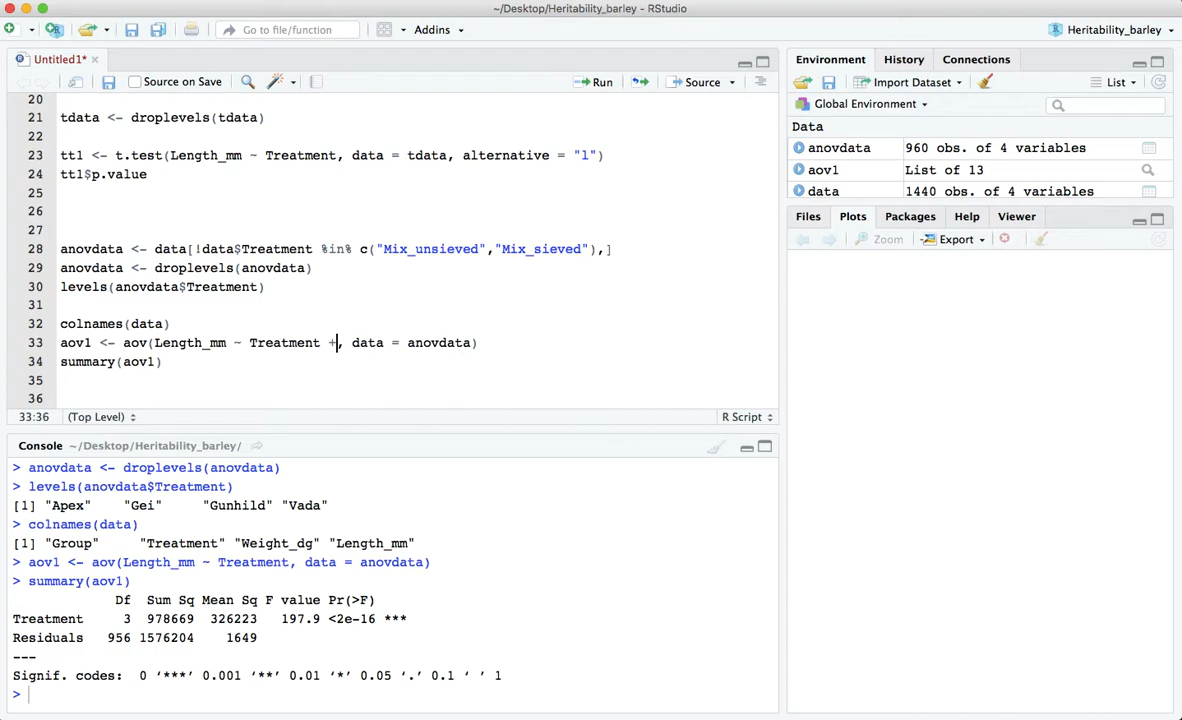 ~/Desktop/Heritability_barley - RStudio
Go to file/function Addins Heritability_barley
Untitled1*
Source on Save Run Source
20
21 tdata <- droplevels(tdata)
22
23 tt1 <- t.test(Length_mm ~ Treatment, data = tdata, alternative = "l")
24 tt1$p.value
25
26
27
28 anovdata <- data[!data$Treatment %in% c("Mix_unsieved","Mix_sieved"),]
29 anovdata <- droplevels(anovdata)
30 levels(anovdata$Treatment)
31
32 colnames(data)
33 aov1 <- aov(Length_mm ~ Treatment +, data = anovdata)
34 summary(aov1)
35
36
33:36 (Top Level) R Script
Console ~/Desktop/Heritability_barley/
> anovdata <- droplevels(anovdata)
> levels(anovdata$Treatment)
[1] "Apex" "Gei" "Gunhild" "Vada"
> colnames(data)
[1] "Group" "Treatment" "Weight_dg" "Length_mm"
> aov1 <- aov(Length_mm ~ Treatment, data = anovdata)
> summary(aov1)
Df Sum Sq Mean Sq F value Pr(>F)
Treatment 3 978669 326223 197.9 <2e-16 ***
Residuals 956 1576204 1649
---
Signif. codes: 0 ‘***’ 0.001 ‘**’ 0.01 ‘*’ 0.05 ‘.’ 0.1 ‘ ’ 1
>
Environment History Connections
Import Dataset List
Global Environment
Data
anovdata 960 obs. of 4 variables
aov1 List of 13
data 1440 obs. of 4 variables
Files Plots Packages Help Viewer
Zoom Export